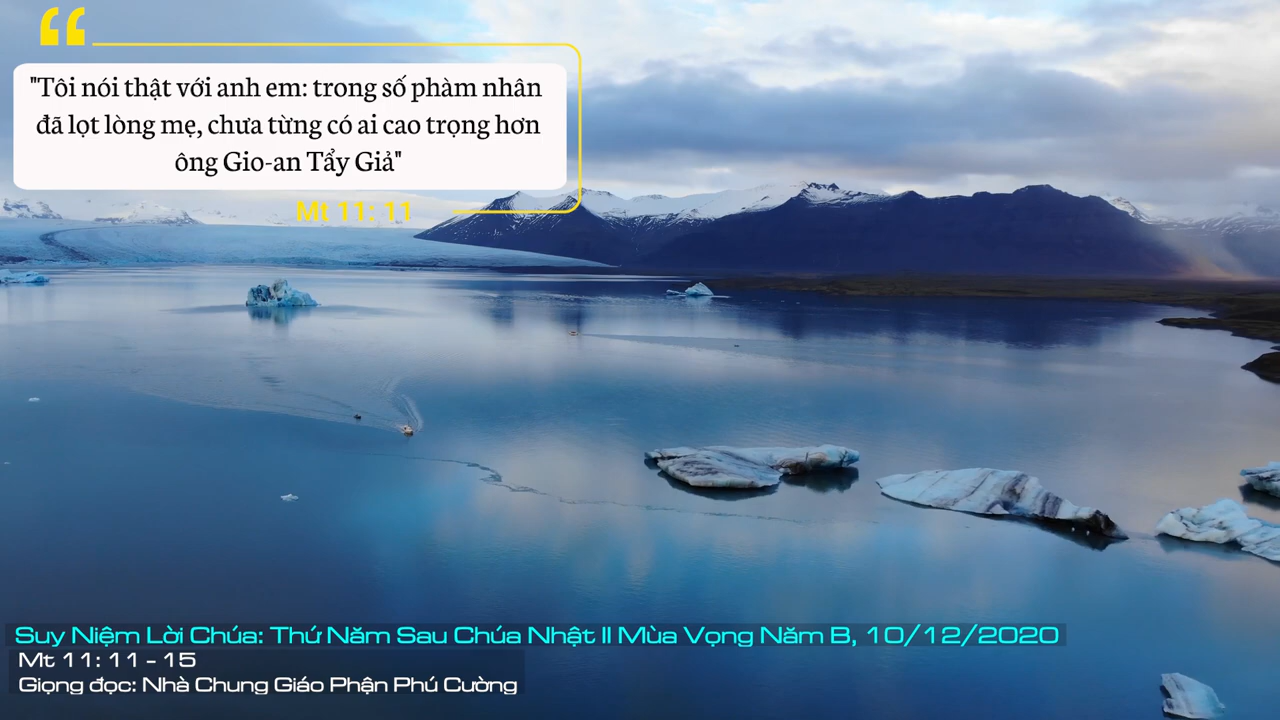 "Tôi nói thật với anh em: trong số phàm nhân
đã lọt lòng mẹ, chưa từng có ai cao trọng hơn
ông Gio-an Tẩy Giả"
Mt 11: 11
Suy Niệm Lời Chúa: Thứ Năm Sau Chúa Nhật II Mùa Vọng Năm B, 10/12/2020
Mt 11: 11 - 15
Giọng đọc: Nhà Chung Giáo Phận Phú Cường